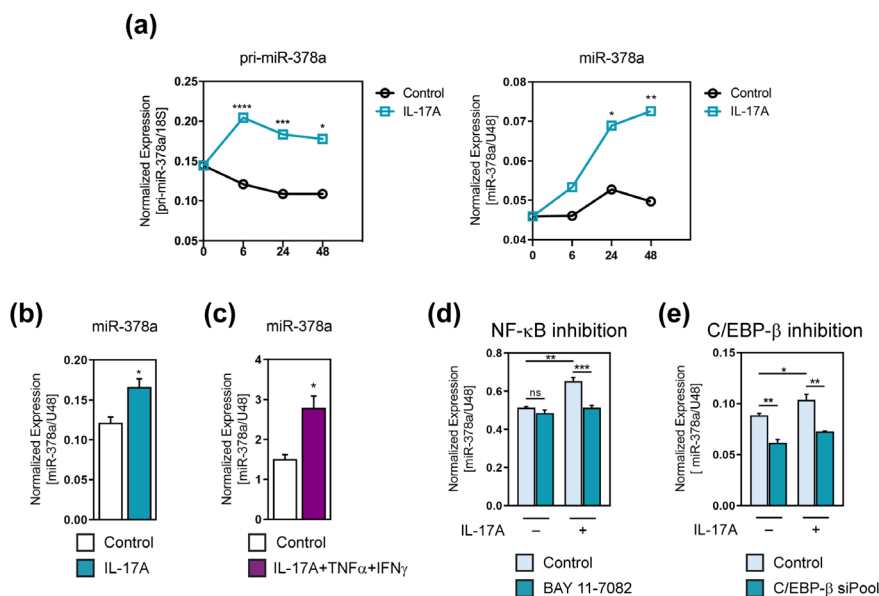 (a)
pri-miR-378a
Normalized Expression
[pri-miR-378a/18S]
0.25
0.20
0.15
0.10
0.05
0
6
24
48
****
***
*
Control
IL-17A
miR-378a
Normalized Expression
[miR-378a/U48]
0.08
0.07
0.06
0.05
0.04
0
6
24
48
*
**
Control
IL-17A
(b)
miR-378a
Normalized Expression
[miR-378a/U48]
0.20
0.15
0.10
0.05
0.00
*
Control
IL-17A
(c)
miR-378a
Normalized Expression
[miR-378a/U48]
4
3
2
1
0
*
Control
IL-17A+TNFα+IFNγ
(d)
NF-κB inhibition
Normalized Expression
[miR-378a/U48]
0.8
0.6
0.4
0.2
0.0
**
ns
***
IL-17A
–
+
Control
BAY 11-7082
(e)
C/EBP-β inhibition
Normalized Expression
[ miR-378a/U48]
0.15
0.10
0.05
0.00
*
**
**
IL-17A
–
+
Control
C/EBP-β siPool